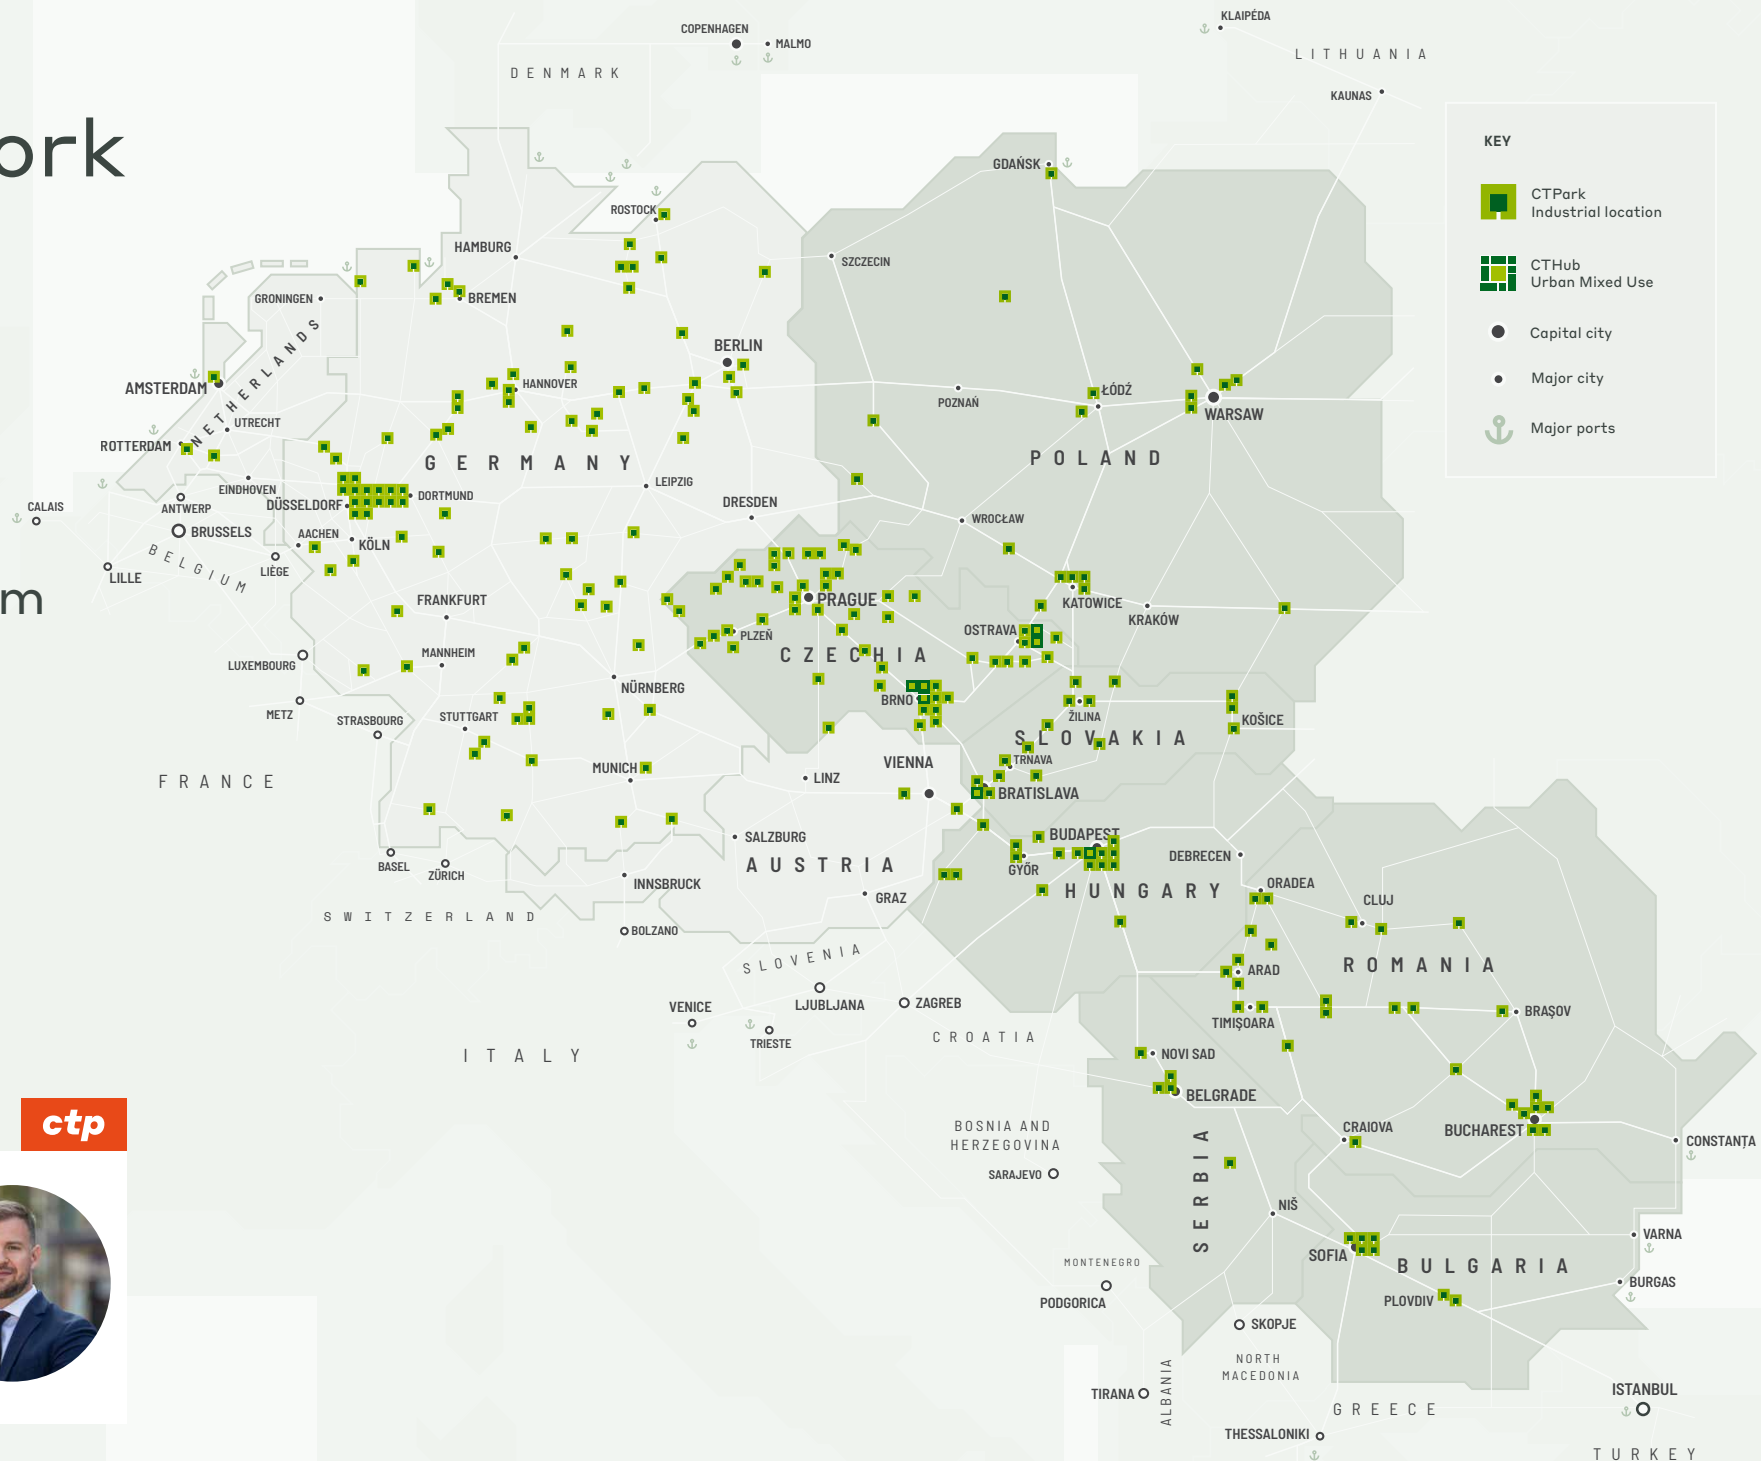 ork
m
ctp
KEY
CTPark
Industrial location
CTHub
Urban Mixed Use
Capital city
Major city
Major ports
COPENHAGEN
MALMO
KLAIPÉDA
LITHUANIA
KAUNAS
DENMARK
GDAŃSK
ROSTOCK
HAMBURG
SZCZECIN
GRONINGEN
BREMEN
NETHERLANDS
BERLIN
AMSTERDAM
HANNOVER
POZNAŃ
ŁÓDŹ
WARSAW
UTRECHT
ROTTERDAM
GERMANY
POLAND
EINDHOVEN
DORTMUND
LEIPZIG
CALAIS
ANTWERP
DÜSSELDORF
DRESDEN
BRUSSELS
AACHEN
KÖLN
WROCŁAW
BELGIUM
LILLE
LIÈGE
FRANKFURT
PRAGUE
KATOWICE
KRAKÓW
PLZEŇ
OSTRAVA
LUXEMBOURG
MANNHEIM
CZECHIA
NÜRNBERG
BRNO
METZ
STRASBOURG
STUTTGART
ŽILINA
KOŠICE
SLOVAKIA
FRANCE
MUNICH
LINZ
VIENNA
TRNAVA
BRATISLAVA
SALZBURG
BUDAPEST
BASEL
ZÜRICH
AUSTRIA
GYŐR
DEBRECEN
INNSBRUCK
GRAZ
HUNGARY
ORADEA
CLUJ
SWITZERLAND
BOLZANO
SLOVENIA
ARAD
ROMANIA
VENICE
LJUBLJANA
ZAGREB
TIMIŞOARA
BRAŞOV
TRIESTE
CROATIA
ITALY
NOVI SAD
BELGRADE
BOSNIA AND
HERZEGOVINA
CRAIOVA
BUCHAREST
CONSTANȚA
SARAJEVO
SERBIA
NIŠ
VARNA
MONTENEGRO
SOFIA
BULGARIA
BURGAS
PODGORICA
PLOVDIV
SKOPJE
NORTH
MACEDONIA
TIRANA
ALBANIA
ISTANBUL
GREECE
THESSALONIKI
TURKEY